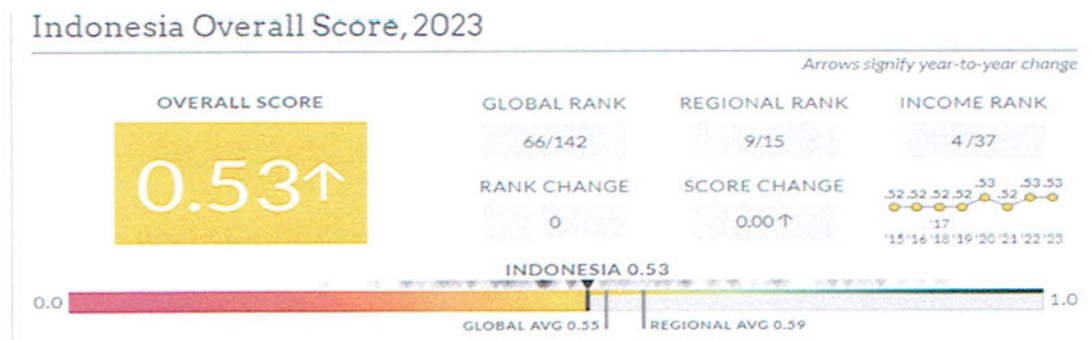 Indonesia Overall Score, 2023
Arrows signify year-to-year change
OVERALL SCORE
0.53↑
GLOBAL RANK
66/142
REGIONAL RANK
9/15
INCOME RANK
4/37
RANK CHANGE
0
SCORE CHANGE
0.00↑
.52 .52 .52 .52 .53 .52 .53 .53
'17
'15 '16 '18 '19 '20 '21 '22 '23
INDONESIA 0.53
0.0
1.0
GLOBAL AVG 0.55
REGIONAL AVG 0.59